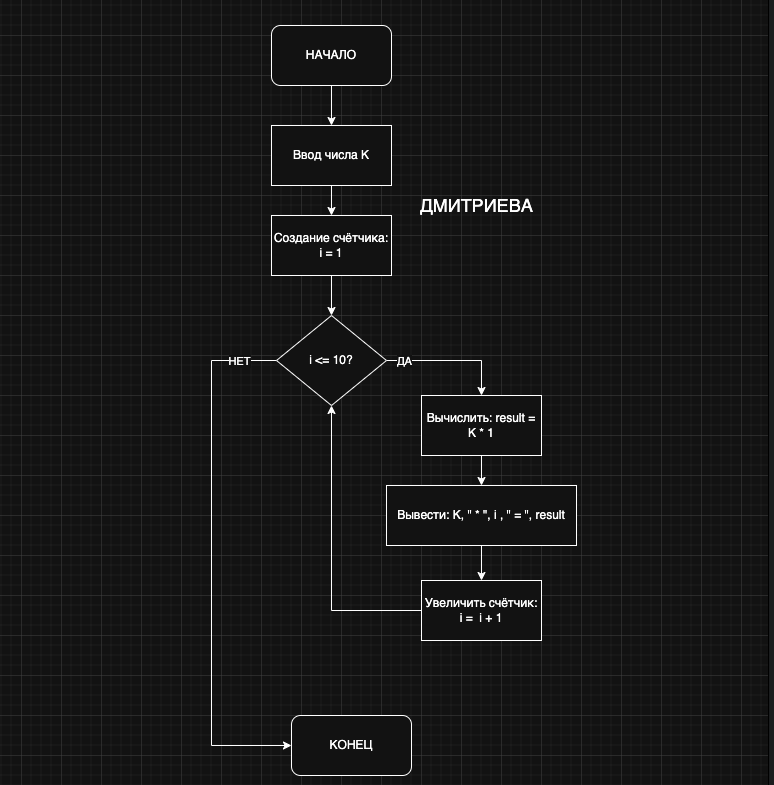 НАЧАЛО
Ввод числа K
ДМИТРИЕВА
Создание счётчика:
i = 1
i <= 10?
НЕТ
ДА
Вычислить: result =
K * 1
Вывести: K, " * ", i , " = ", result
Увеличить счётчик:
i = i + 1
КОНЕЦ